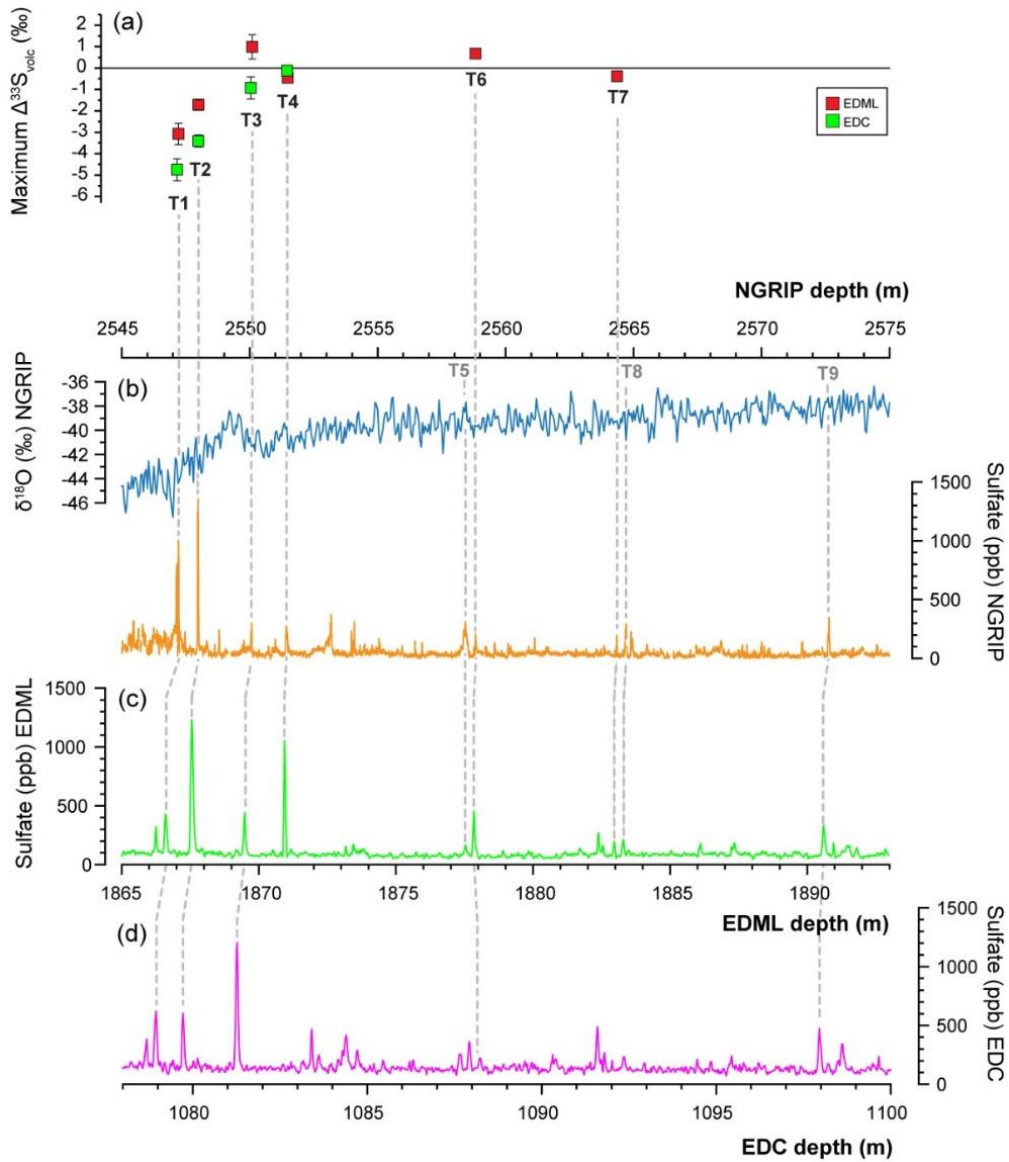 (a)
Maximum Δ³³Svolc (‰)
2
1
0
-1
-2
-3
-4
-5
-6
T1
T2
T3
T4
T6
T7
EDML
EDC
NGRIP depth (m)
2545 2550 2555 2560 2565 2570 2575
T5 T8 T9
(b)
δ¹⁸O (‰) NGRIP
-36
-38
-40
-42
-44
-46
Sulfate (ppb) NGRIP
1500
1000
500
0
(c)
Sulfate (ppb) EDML
1500
1000
500
0
1865 1870 1875 1880 1885 1890
EDML depth (m)
(d)
Sulfate (ppb) EDC
1500
1000
500
0
1080 1085 1090 1095 1100
EDC depth (m)